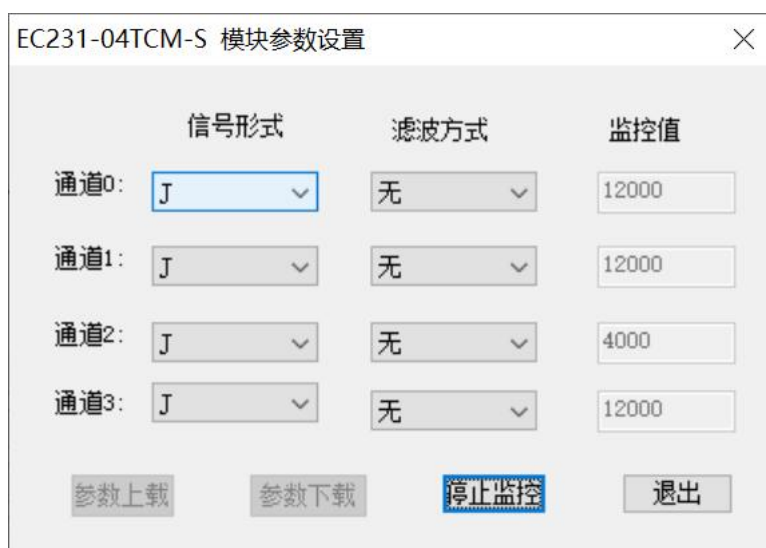 EC231-04TCM-S 模块参数设置
信号形式 滤波方式 监控值
通道0: J 无 12000
通道1: J 无 12000
通道2: J 无 4000
通道3: J 无 12000
参数上载 参数下载 停止监控 退出